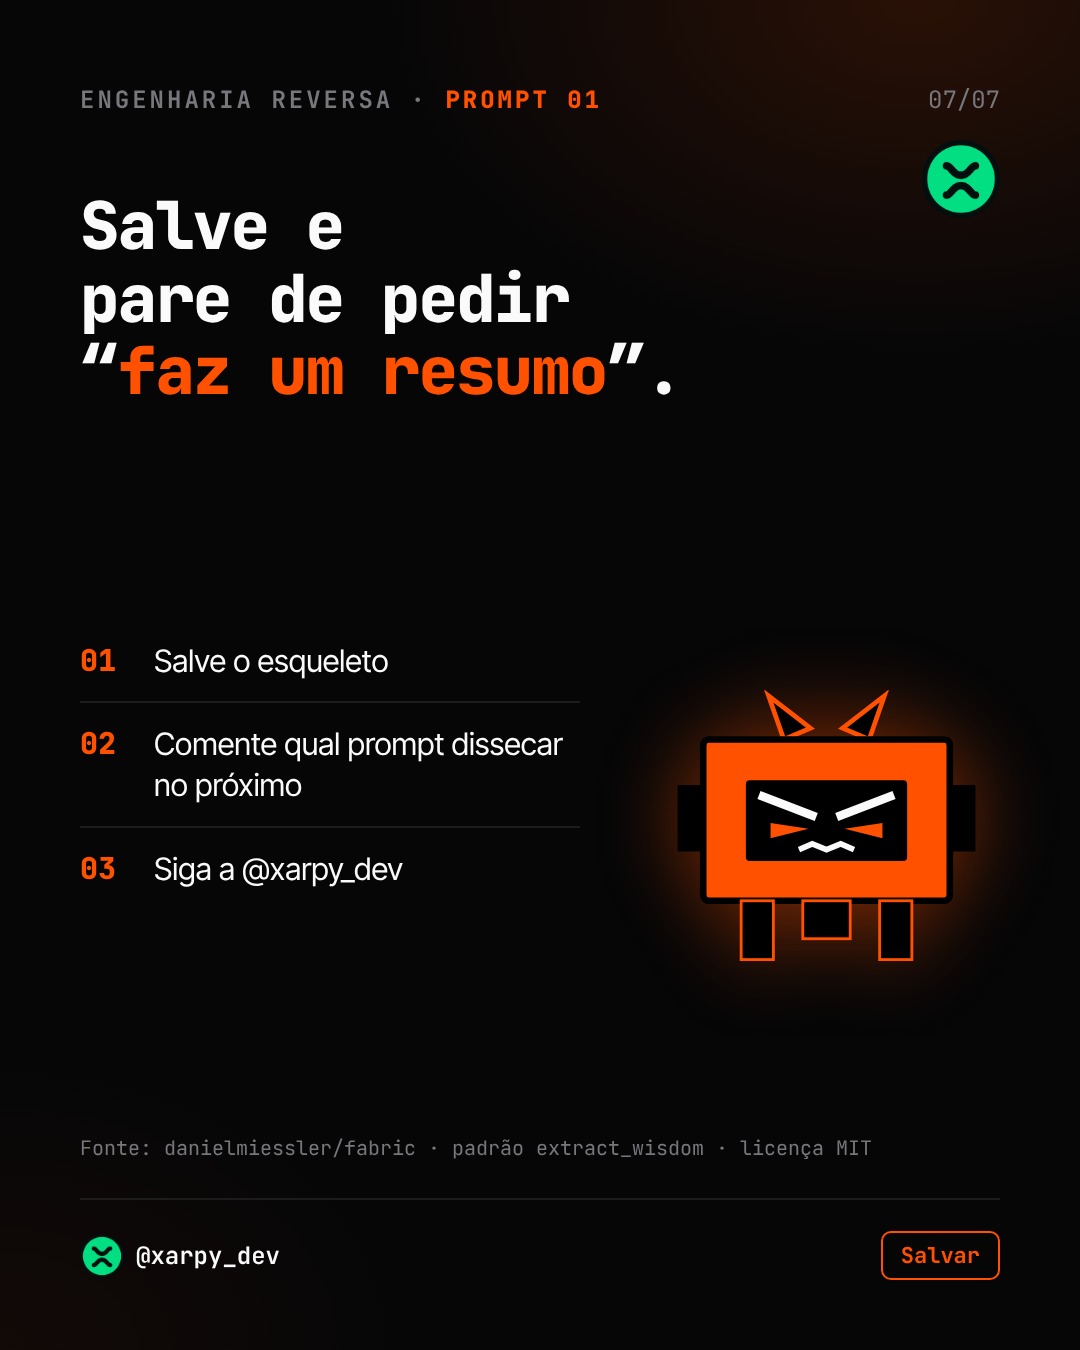 ENGENHARIA REVERSA · PROMPT 01
07/07
Salve e
pare de pedir
“faz um resumo”.
01 Salve o esqueleto
02 Comente qual prompt dissecar
no próximo
03 Siga a @xarpy_dev
Fonte: danielmiessler/fabric · padrão extract_wisdom · licença MIT
@xarpy_dev
Salvar